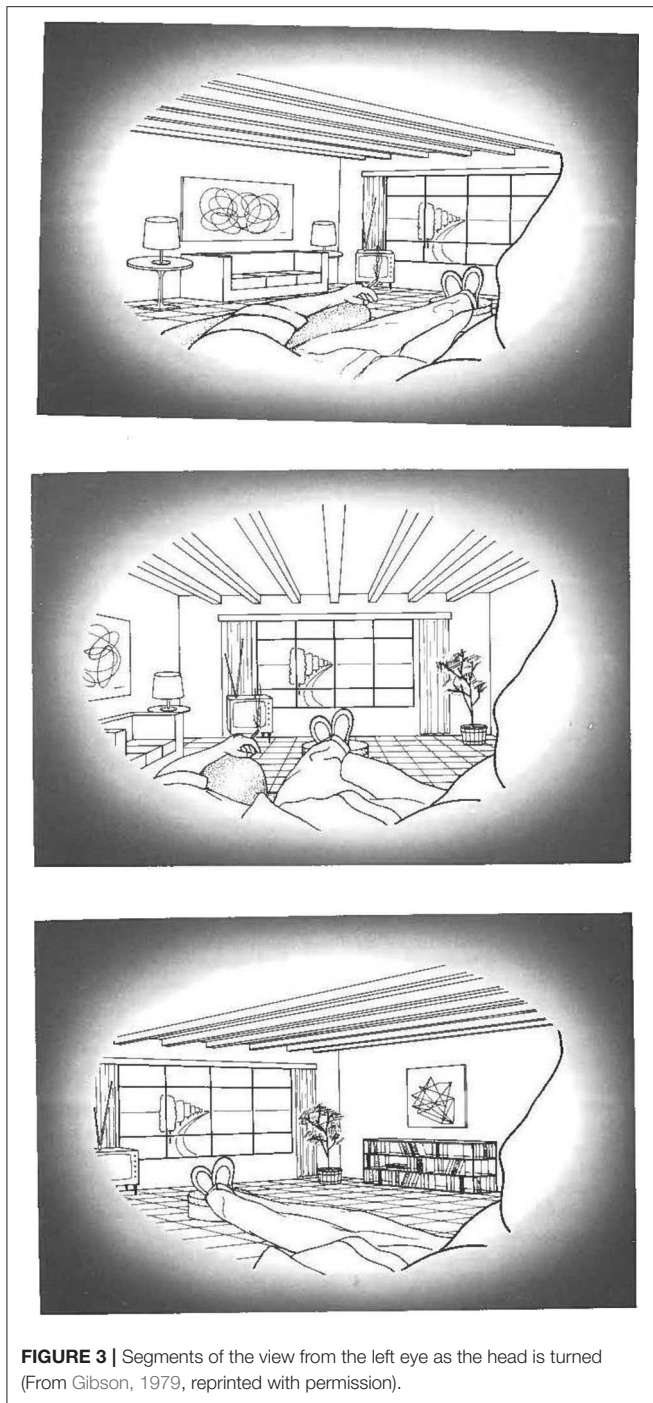 FIGURE 3 | Segments of the view from the left eye as the head is turned
(From Gibson, 1979, reprinted with permission).